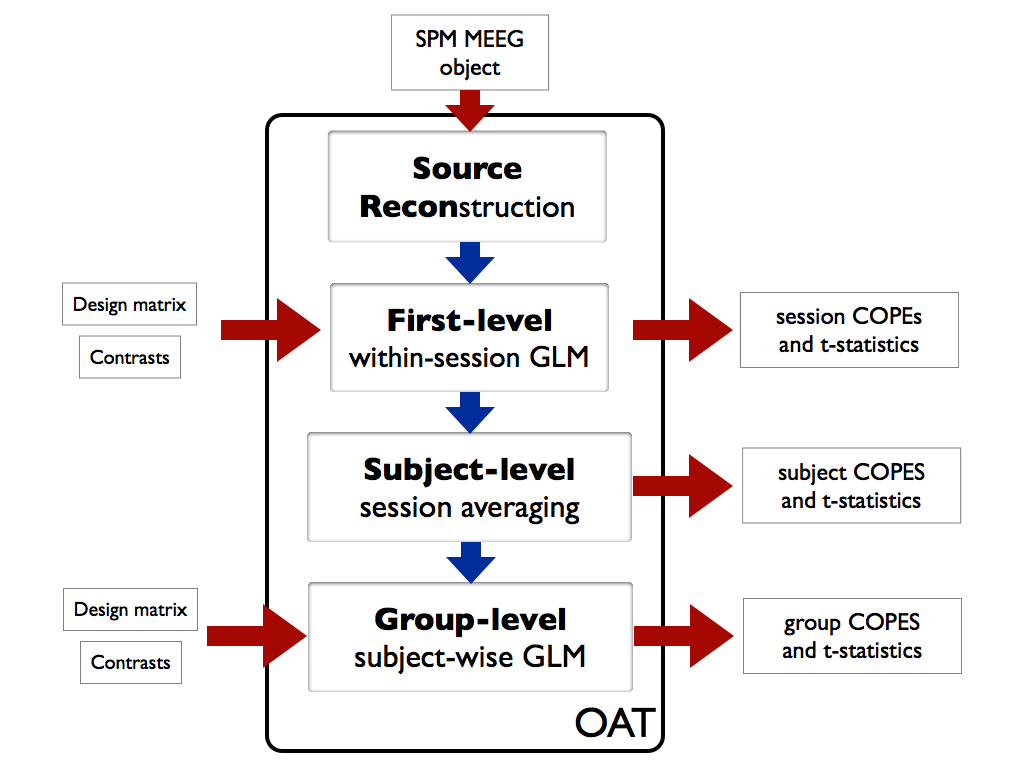 SPM MEEG
object
Source
Reconstruction
Design matrix
Contrasts
First-level
within-session GLM
session COPEs
and t-statistics
Subject-level
session averaging
subject COPES
and t-statistics
Design matrix
Contrasts
Group-level
subject-wise GLM
group COPES
and t-statistics
OAT